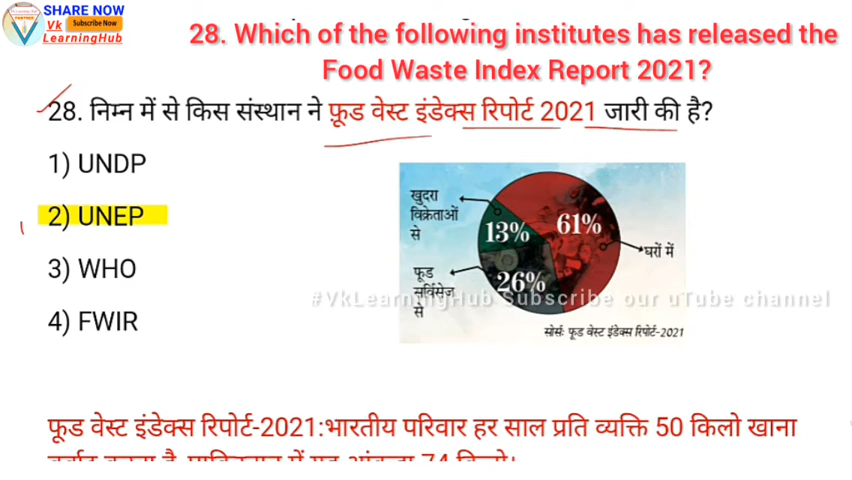 SHARE NOW
Vk
Subscribe Now
LearningHub
28. Which of the following institutes has released the
Food Waste Index Report 2021?
28. निम्न में से किस संस्थान ने फ़ूड वेस्ट इंडेक्स रिपोर्ट 2021 जारी की है?
1) UNDP
2) UNEP
3) WHO
4) FWIR
खुदरा
विक्रेताओं
से
13%
61%
घरों में
फूड
सर्विसेज
से
26%
#VkLearningHub Subscribe our uTube channel
सोर्सः फूड वेस्ट इंडेक्स रिपोर्ट-2021
फूड वेस्ट इंडेक्स रिपोर्ट-2021:भारतीय परिवार हर साल प्रति व्यक्ति 50 किलो खाना
74 किलो।